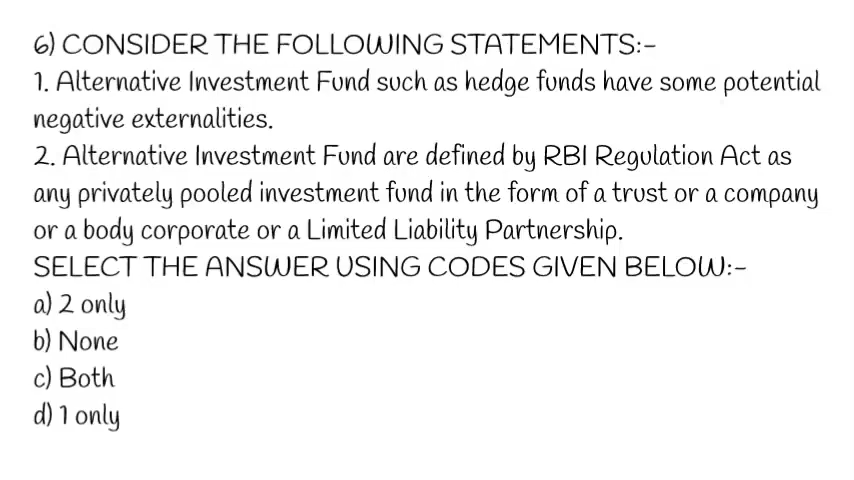 6) CONSIDER THE FOLLOWING STATEMENTS:-
1. Alternative Investment Fund such as hedge funds have some potential
negative externalities.
2. Alternative Investment Fund are defined by RBI Regulation Act as
any privately pooled investment fund in the form of a trust or a company
or a body corporate or a Limited Liability Partnership.
SELECT THE ANSWER USING CODES GIVEN BELOW:-
a) 2 only
b) None
c) Both
d) 1 only